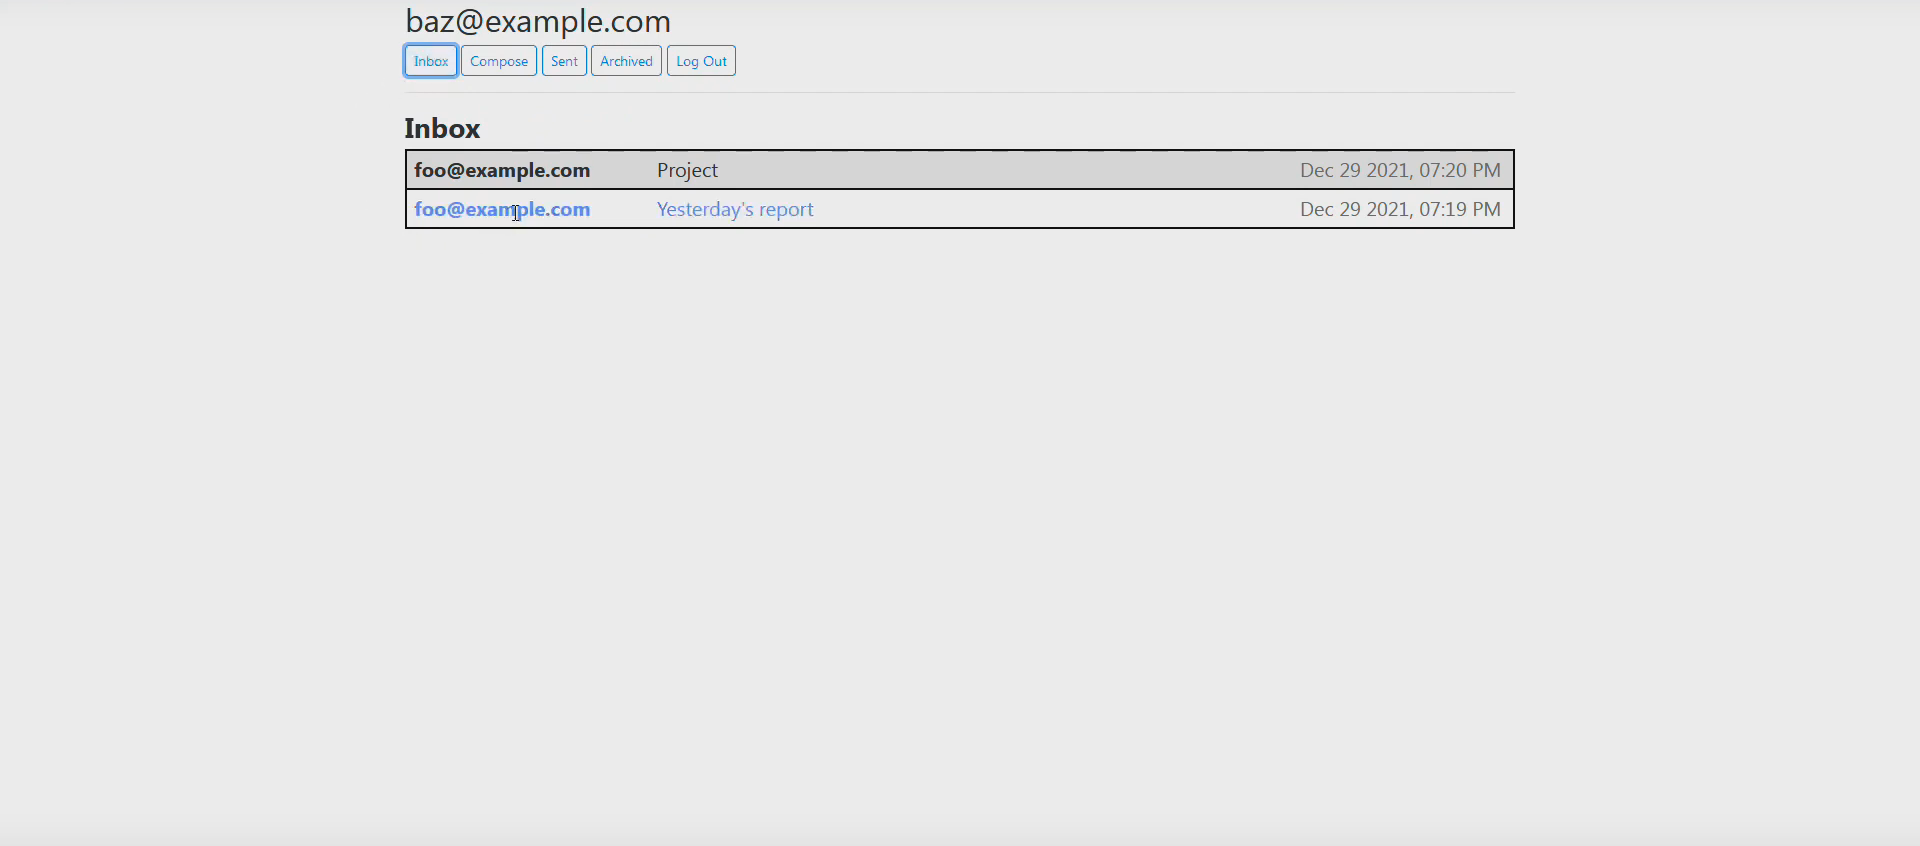 baz@example.com
Inbox Compose Sent Archived Log Out
Inbox
foo@example.com Project Dec 29 2021, 07:20 PM
foo@example.com Yesterday's report Dec 29 2021, 07:19 PM